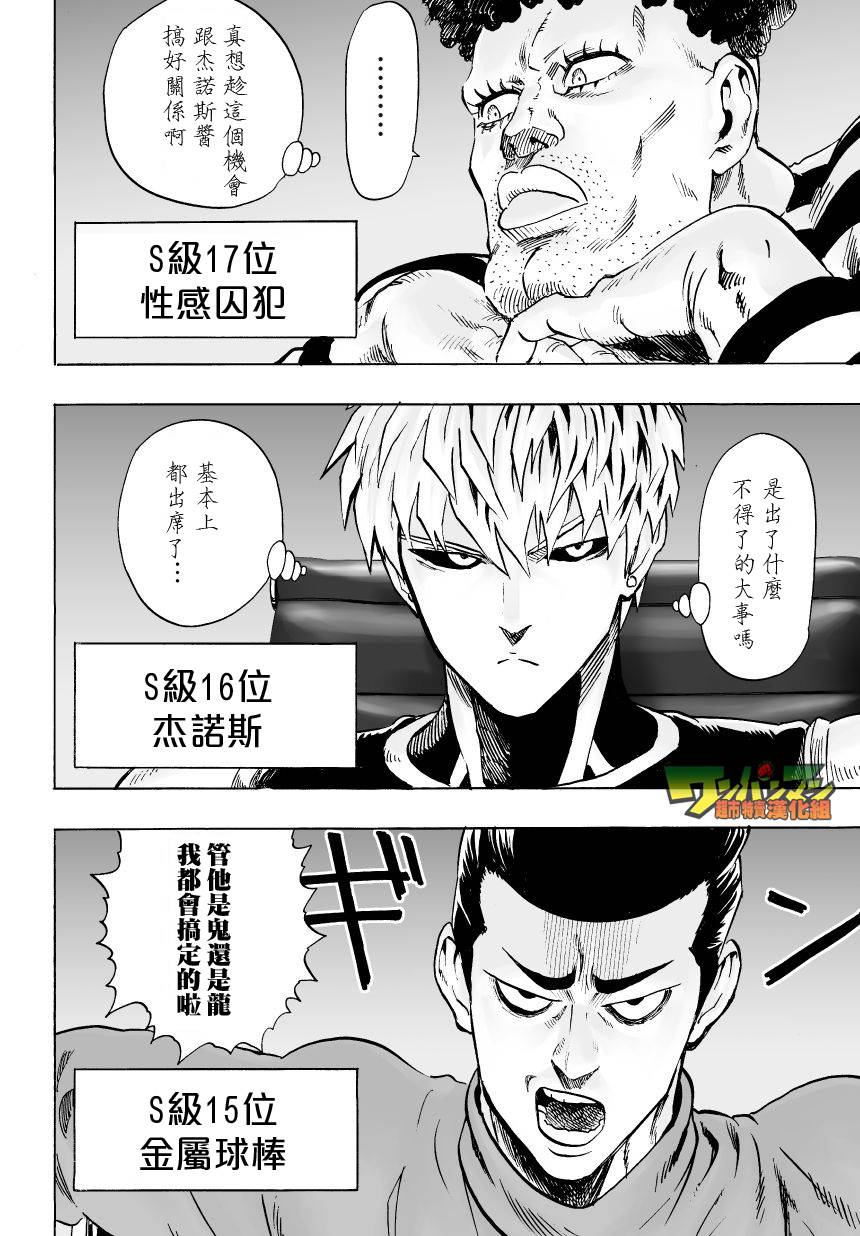 ………
真想趁這個機會
跟杰諾斯醬
搞好關係啊
S級17位
性感囚犯
是出了什麼
不得了的大事嗎
基本上
都出席了…
S級16位
杰諾斯
ワンパンマン
超市特賣漢化組
ギン
管他是鬼還是龍
我都會搞定的啦
S級15位
金屬球棒